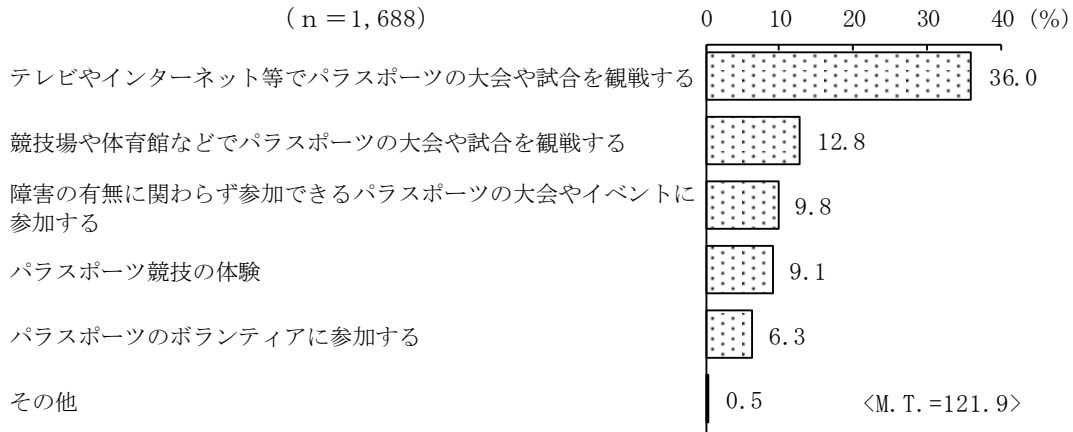 (n=1,688)
0 10 20 30 40 (%)
テレビやインターネット等でパラスポーツの大会や試合を観戦する 36.0
競技場や体育館などでパラスポーツの大会や試合を観戦する 12.8
障害の有無に関わらず参加できるパラスポーツの大会やイベントに
参加する 9.8
パラスポーツ競技の体験 9.1
パラスポーツのボランティアに参加する 6.3
その他 0.5 <M.T.=121.9>